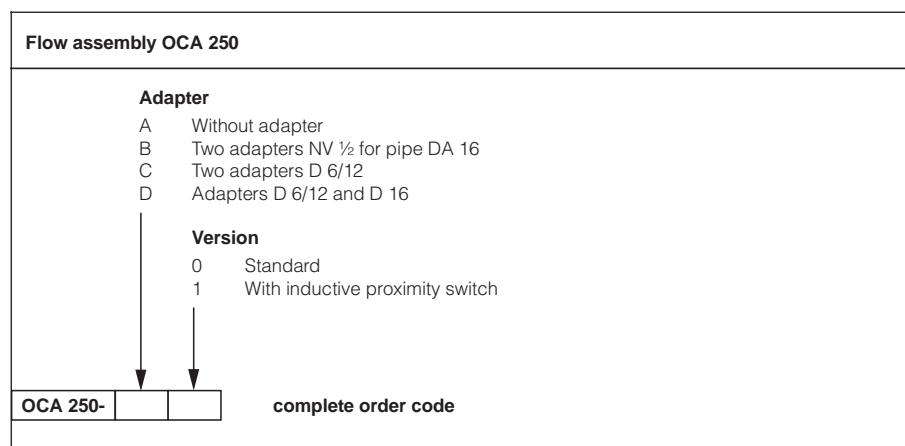 Flow assembly OCA 250
Adapter
A Without adapter
B Two adapters NV ½ for pipe DA 16
C Two adapters D 6/12
D Adapters D 6/12 and D 16
Version
0 Standard
1 With inductive proximity switch
OCA 250- complete order code